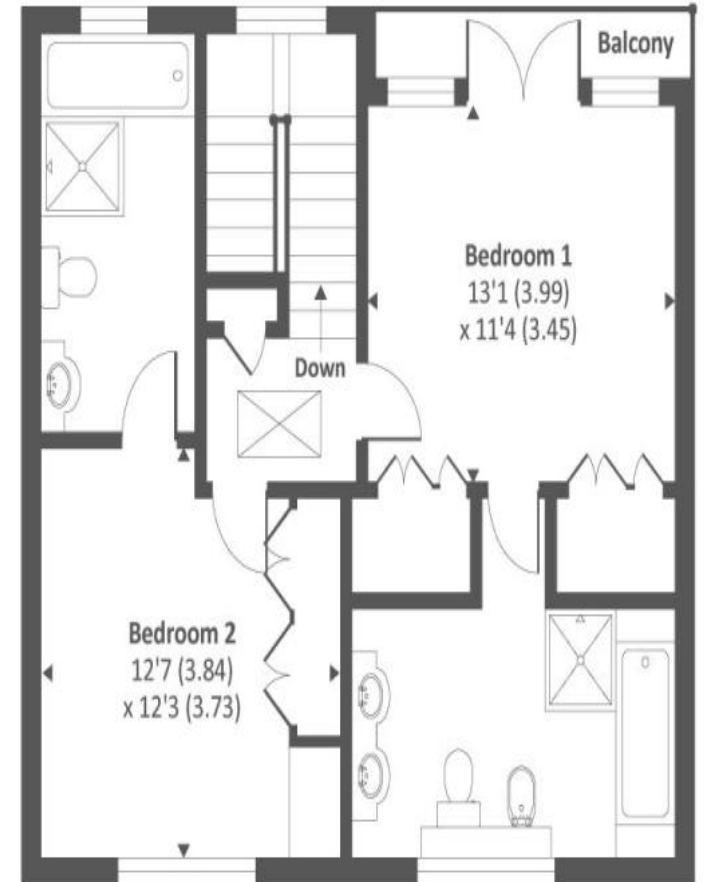 Balcony
Bedroom 1
13'1 (3.99)
x 11'4 (3.45)
Down
Bedroom 2
12'7 (3.84)
x 12'3 (3.73)